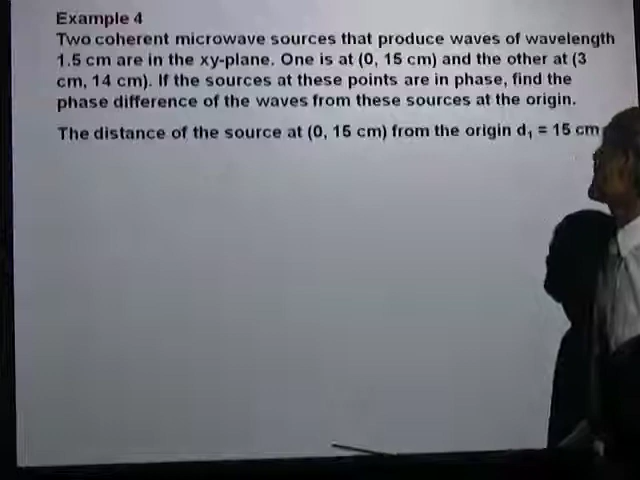 Example 4
Two coherent microwave sources that produce waves of wavelength
1.5 cm are in the xy-plane. One is at (0, 15 cm) and the other at (3
cm, 14 cm). If the sources at these points are in phase, find the
phase difference of the waves from these sources at the origin.
The distance of the source at (0, 15 cm) from the origin d₁ = 15 cm